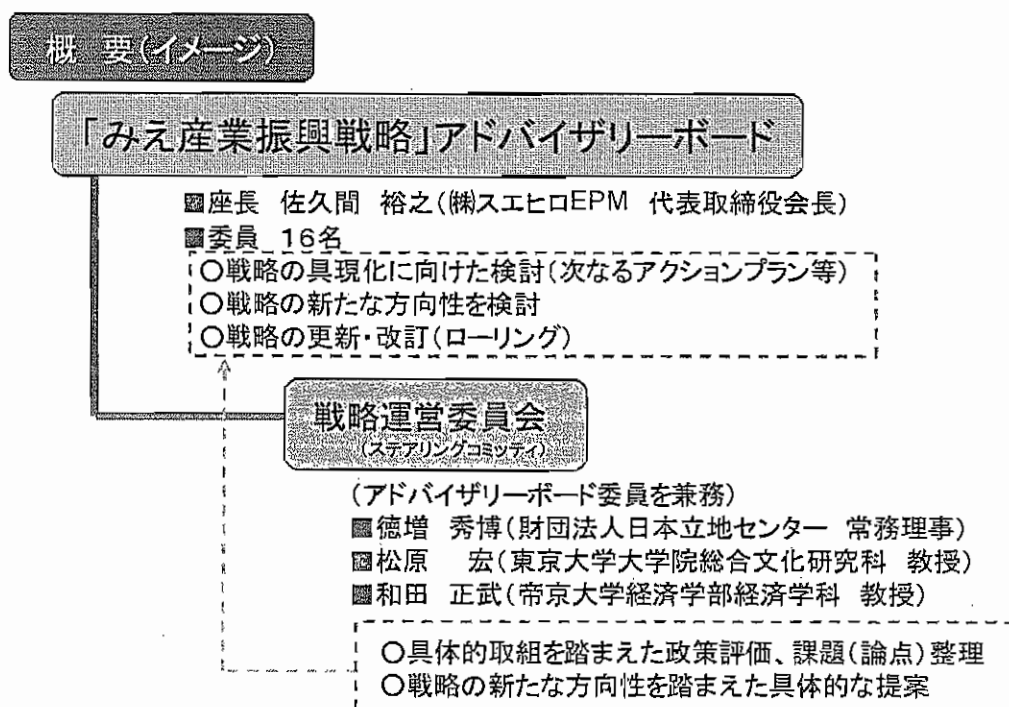 概 要(イメージ)
「みえ産業振興戦略」アドバイザリーボード
■座長 佐久間 裕之(㈱スエヒロEPM 代表取締役会長)
■委員 16名
○戦略の具現化に向けた検討(次なるアクションプラン等)
○戦略の新たな方向性を検討
○戦略の更新・改訂(ローリング)
戦略運営委員会
(ステアリングコミッティ)
(アドバイザリーボード委員を兼務)
■徳増 秀博(財団法人日本立地センター 常務理事)
■松原 宏(東京大学大学院総合文化研究科 教授)
■和田 正武(帝京大学経済学部経済学科 教授)
○具体的取組を踏まえた政策評価、課題(論点)整理
○戦略の新たな方向性を踏まえた具体的な提案